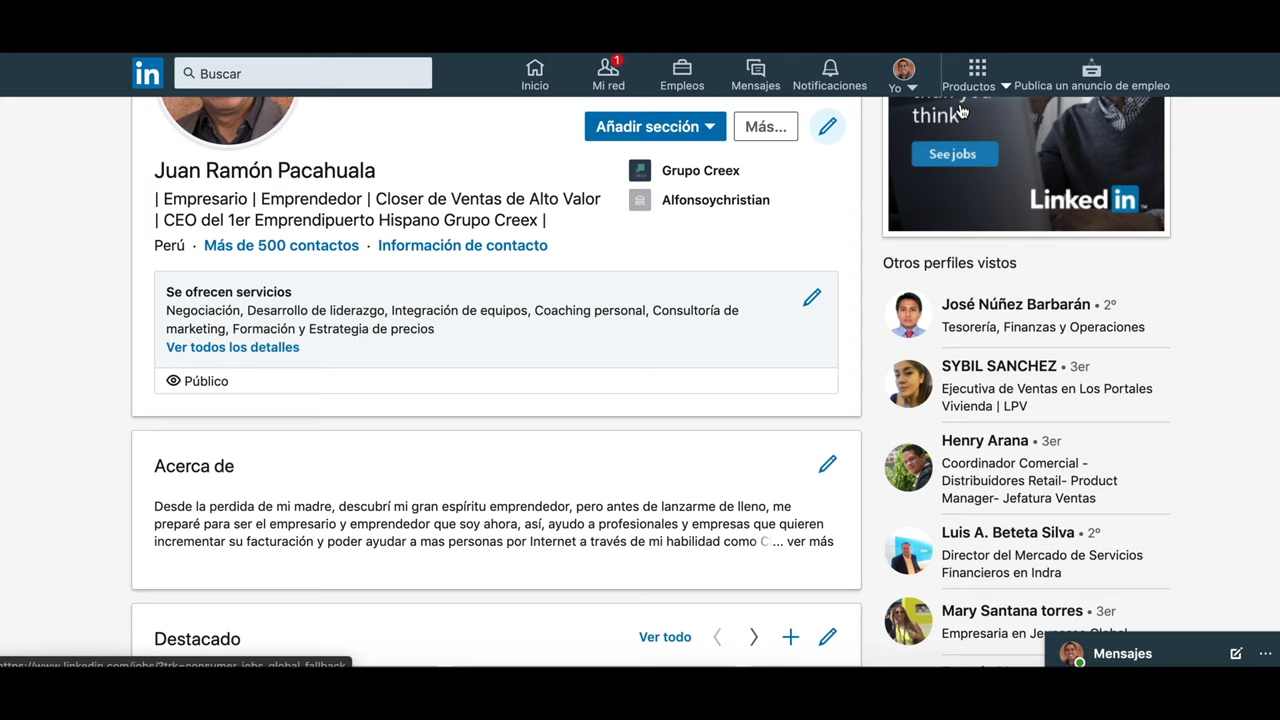 in
Buscar
1
Inicio
Mi red
Empleos
Mensajes
Notificaciones
Yo
Productos
Publica un anuncio de empleo
Añadir sección
Más...
Juan Ramón Pacahuala
| Empresario | Emprendedor | Closer de Ventas de Alto Valor
| CEO del 1er Emprendipuerto Hispano Grupo Creex |
Perú · Más de 500 contactos · Información de contacto
Grupo Creex
Alfonsoychristian
Se ofrecen servicios
Negociación, Desarrollo de liderazgo, Integración de equipos, Coaching personal, Consultoría de
marketing, Formación y Estrategia de precios
Ver todos los detalles
Público
Acerca de
Desde la perdida de mi madre, descubrí mi gran espíritu emprendedor, pero antes de lanzarme de lleno, me
preparé para ser el empresario y emprendedor que soy ahora, así, ayudo a profesionales y empresas que quieren
incrementar su facturación y poder ayudar a mas personas por Internet a través de mi habilidad como C... ver más
Destacado
Ver todo
think
See jobs
Linked in
Otros perfiles vistos
José Núñez Barbarán • 2º
Tesorería, Finanzas y Operaciones
SYBIL SANCHEZ • 3er
Ejecutiva de Ventas en Los Portales
Vivienda | LPV
Henry Arana • 3er
Coordinador Comercial -
Distribuidores Retail- Product
Manager- Jefatura Ventas
Luis A. Beteta Silva • 2º
Director del Mercado de Servicios
Financieros en Indra
Mary Santana torres • 3er
Empresaria en
Mensajes